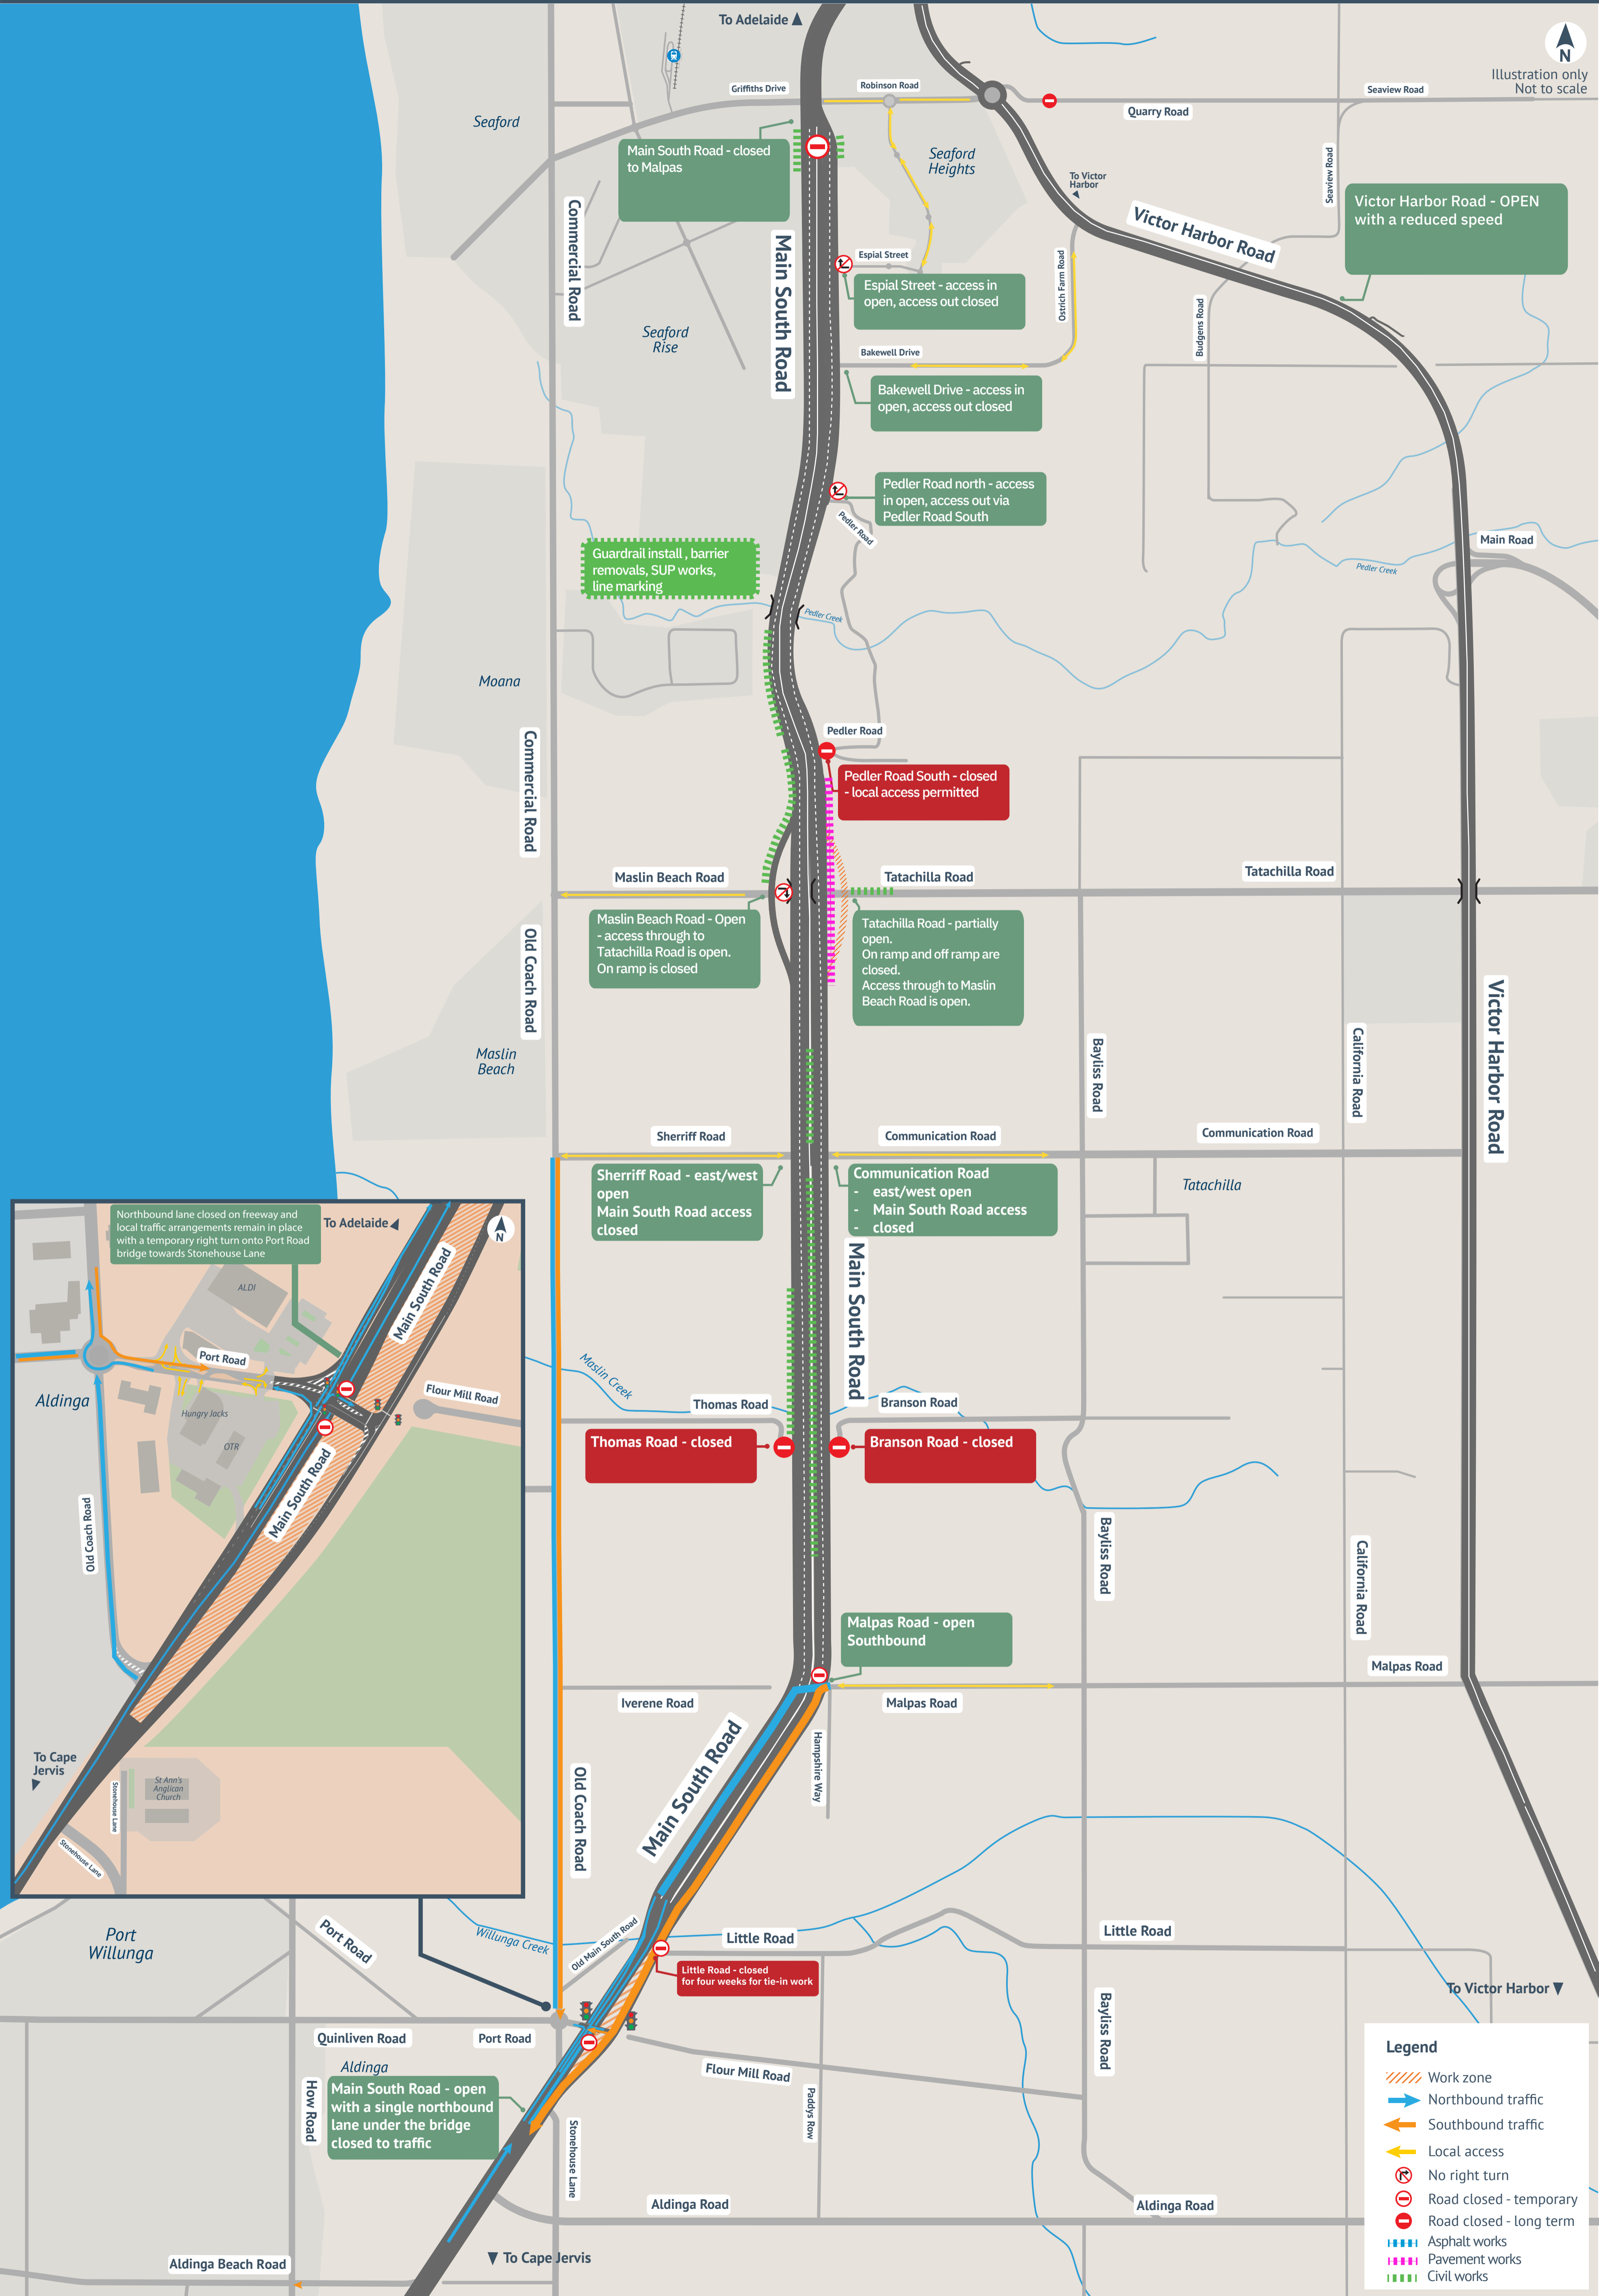 To Adelaide
N
Illustration only
Not to scale
Griffiths Drive
Robinson Road
Seaview Road
Quarry Road
Seaford
Main South Road - closed
to Malpas
Seaford
Heights
To Victor
Harbor
Seaview Road
Victor Harbor Road - OPEN
with a reduced speed
Commercial Road
Main South Road
Victor Harbor Road
Espial Street
Espial Street - access in
open, access out closed
Ostrich Farm Road
Budgens Road
Seaford
Rise
Bakewell Drive
Bakewell Drive - access in
open, access out closed
Pedler Road north - access
in open, access out via
Pedler Road South
Pedler Road
Main Road
Pedler Creek
Guardrail install , barrier
removals, SUP works,
line marking
Pedler Creek
Moana
Commercial Road
Pedler Road
Pedler Road South - closed
- local access permitted
Maslin Beach Road
Tatachilla Road
Tatachilla Road
Maslin Beach Road - Open
- access through to
Tatachilla Road is open.
On ramp is closed
Tatachilla Road - partially
open.
On ramp and off ramp are
closed.
Access through to Maslin
Beach Road is open.
Old Coach Road
Victor Harbor Road
Maslin
Beach
Bayliss Road
California Road
Sherriff Road
Communication Road
Communication Road
Sherriff Road - east/west
open
Main South Road access
closed
Communication Road
- east/west open
- Main South Road access
- closed
Tatachilla
Main South Road
Northbound lane closed on freeway and
local traffic arrangements remain in place
with a temporary right turn onto Port Road
bridge towards Stonehouse Lane
To Adelaide
N
Main South Road
ALDI
Port Road
Aldinga
Flour Mill Road
Hungry Jacks
OTR
Main South Road
Old Coach Road
To Cape
Jervis
St Ann's
Anglican
Church
Stonehouse Lane
Stonehouse Lane
Maslin Creek
Thomas Road
Branson Road
Thomas Road - closed
Branson Road - closed
Bayliss Road
California Road
Malpas Road - open
Southbound
Malpas Road
Iverene Road
Malpas Road
Main South Road
Hampshire Way
Old Coach Road
Port
Willunga
Port Road
Willunga Creek
Old Main South Road
Little Road
Little Road
Little Road - closed
for four weeks for tie-in work
To Victor Harbor
Quinliven Road
Port Road
Bayliss Road
Aldinga
Flour Mill Road
How Road
Main South Road - open
with a single northbound
lane under the bridge
closed to traffic
Paddys Row
Stonehouse Lane
Aldinga Road
Aldinga Road
Aldinga Beach Road
To Cape Jervis
Legend
Work zone
Northbound traffic
Southbound traffic
Local access
No right turn
Road closed - temporary
Road closed - long term
Asphalt works
Pavement works
Civil works